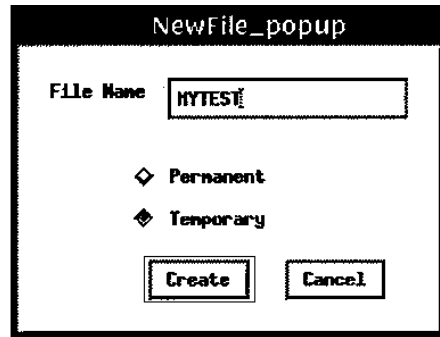 NewFile_popup
File Name MYTEST
Permanent
Temporary
Create Cancel